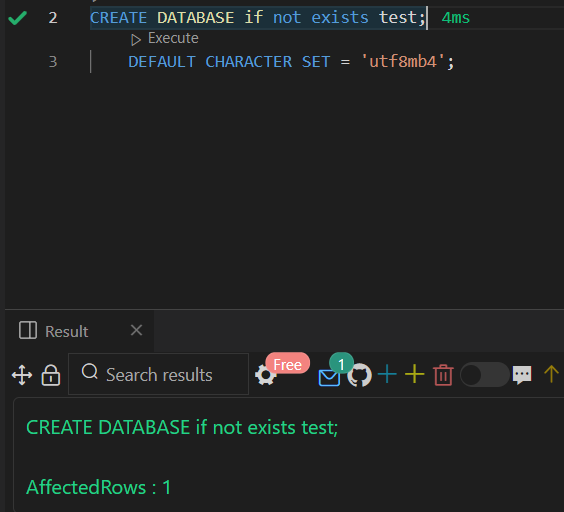 2 CREATE DATABASE if not exists test; 4ms
Execute
3 DEFAULT CHARACTER SET = 'utf8mb4';
Result
Search results
Free
1
CREATE DATABASE if not exists test;
AffectedRows : 1